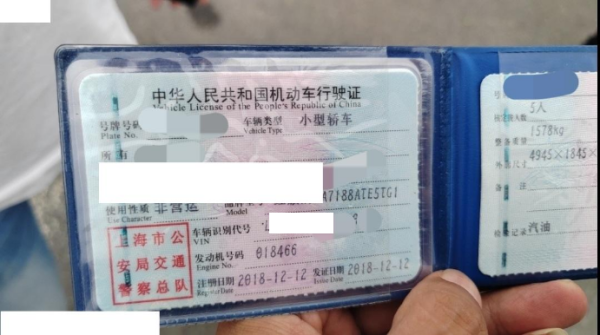 中华人民共和国机动车行驶证
Vehicle License of the People's Republic of China
号牌号码
Plate No.
车辆类型 小型轿车
Vehicle Type
所 有
使用性质 非营运
Use Character
Model
A7188ATE5TG1
车辆识别代号
VIN
发动机号码 018466
Engine No.
注册日期 2018-12-12 发证日期 2018-12-12
Register Date Issue Date
上海市公
安局交通
警察总队
号
5人
1578kg
4945×1845×
汽油